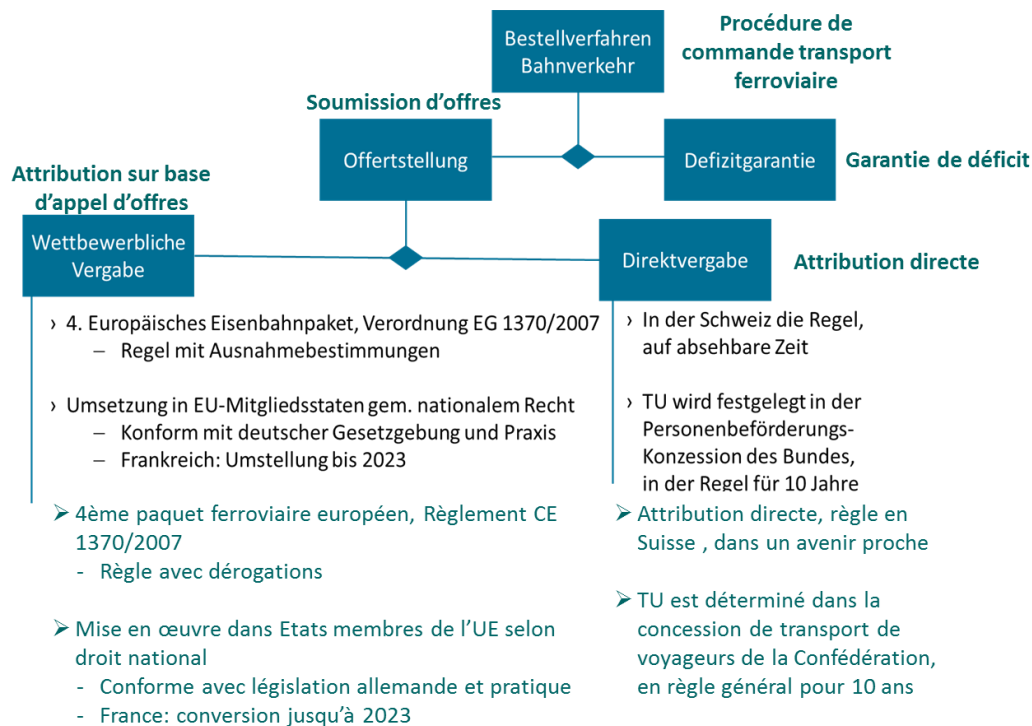 Bestellverfahren
Bahnverkehr
Procédure de
commande transport
ferroviaire
Soumission d'offres
Offertstellung
Defizitgarantie
Garantie de déficit
Attribution sur base
d'appel d'offres
Wettbewerbliche
Vergabe
Direktvergabe
Attribution directe
› 4. Europäisches Eisenbahnpaket, Verordnung EG 1370/2007
– Regel mit Ausnahmebestimmungen
› Umsetzung in EU-Mitgliedsstaten gem. nationalem Recht
– Konform mit deutscher Gesetzgebung und Praxis
– Frankreich: Umstellung bis 2023
› In der Schweiz die Regel,
auf absehbare Zeit
› TU wird festgelegt in der
Personenbeförderungs-
Konzession des Bundes,
in der Regel für 10 Jahre
➢ 4ème paquet ferroviaire européen, Règlement CE
1370/2007
- Règle avec dérogations
➢ Mise en œuvre dans Etats membres de l'UE selon
droit national
- Conforme avec législation allemande et pratique
- France: conversion jusqu'à 2023
➢ Attribution directe, règle en
Suisse , dans un avenir proche
➢ TU est déterminé dans la
concession de transport de
voyageurs de la Confédération,
en règle général pour 10 ans